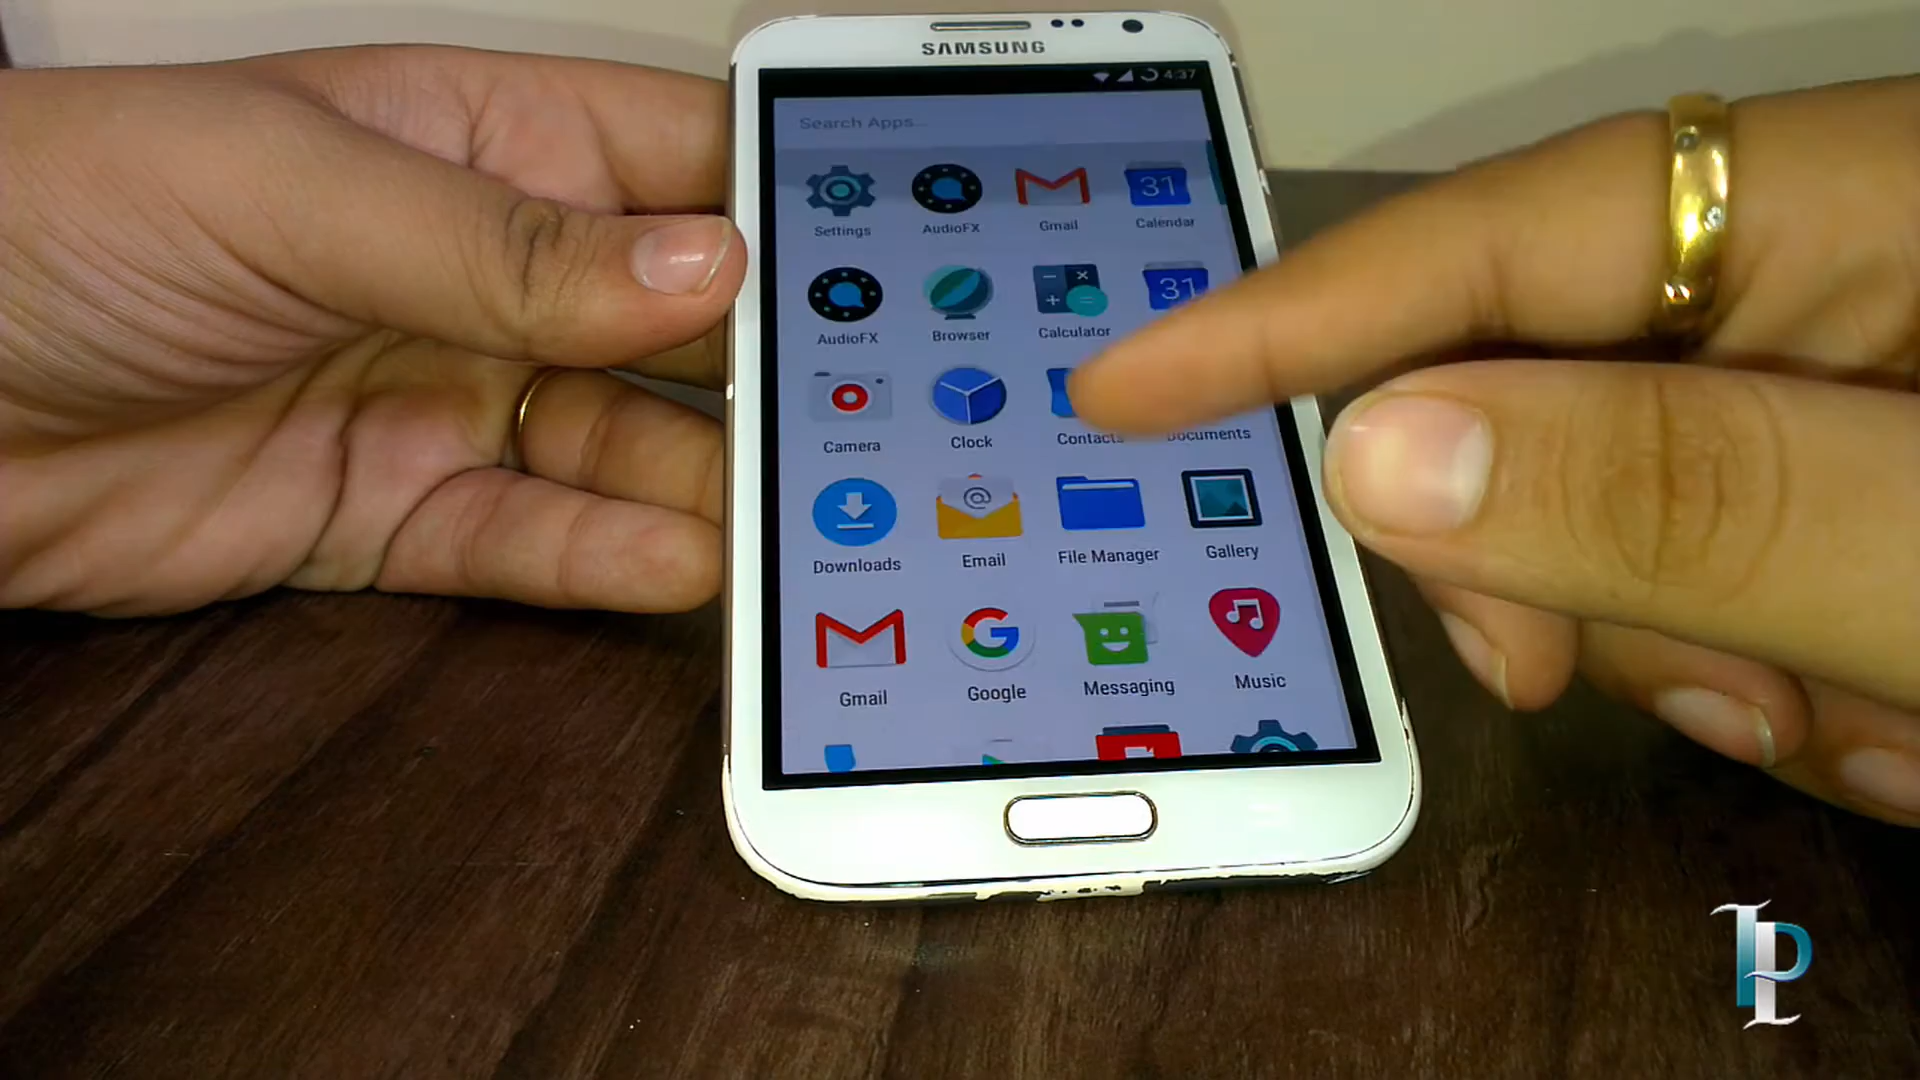 SAMSUNG
4:37
Search Apps...
Settings AudioFX Gmail 31 Calendar
AudioFX Browser Calculator 31
Camera Clock Contacts Documents
Downloads Email File Manager Gallery
Gmail Google Messaging Music